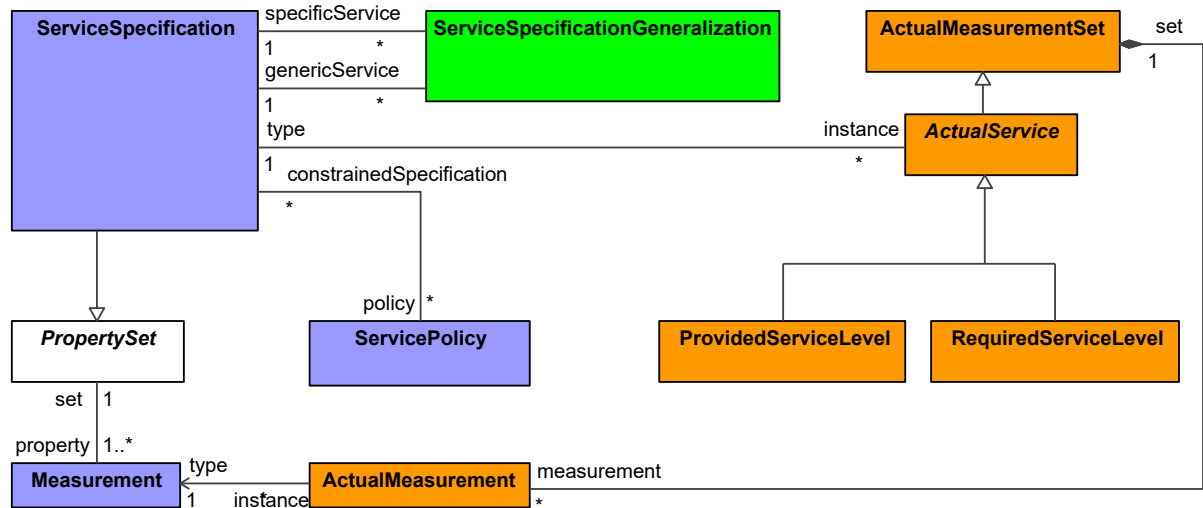 ServiceSpecification
specificService
1
*
ServiceSpecificationGeneralization
genericService
1
*
ActualMeasurementSet
set
1
type
1
instance
*
ActualService
constrainedSpecification
*
policy
*
ServicePolicy
PropertySet
ProvidedServiceLevel
RequiredServiceLevel
set
1
property
1..*
Measurement
type
1
instance
*
ActualMeasurement
measurement
*